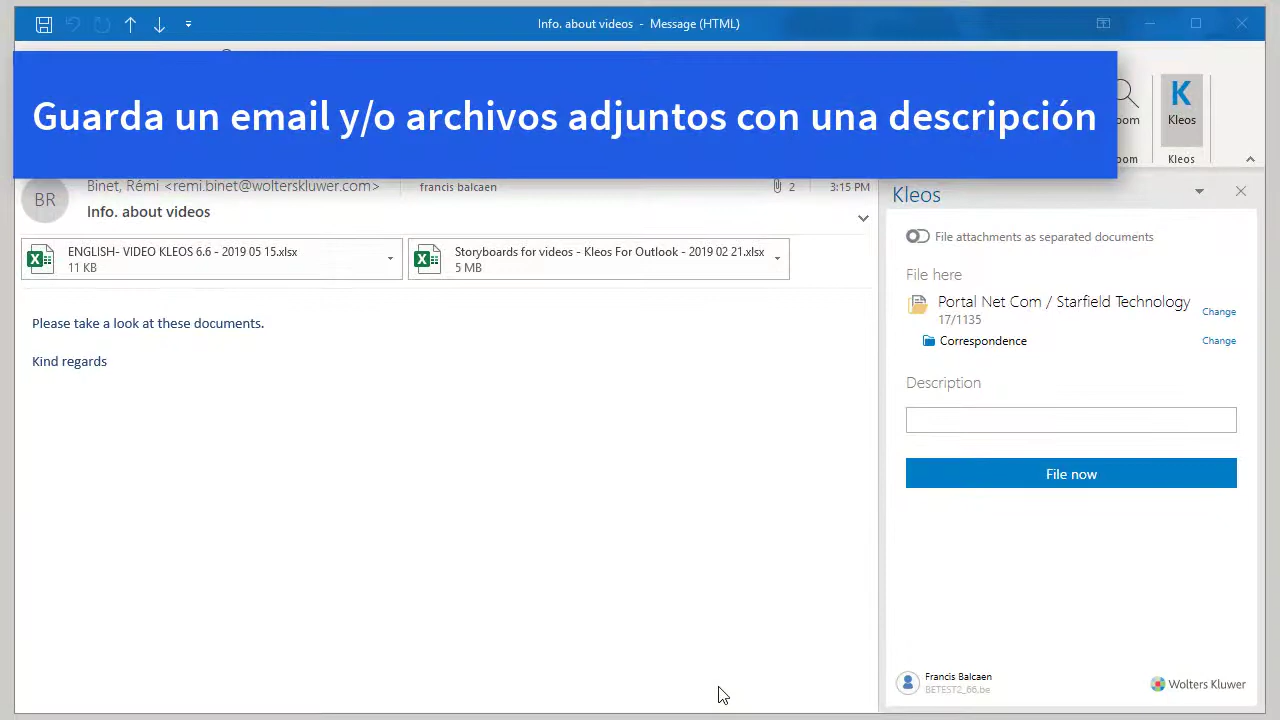 Info. about videos - Message (HTML)
Guarda un email y/o archivos adjuntos con una descripción
Kleos
Kleos
Binet, Rémi <remi.binet@wolterskluwer.com>
francis balcaen
2
3:15 PM
BR
Info. about videos
ENGLISH- VIDEO KLEOS 6.6 - 2019 05 15.xlsx
11 KB
Storyboards for videos - Kleos For Outlook - 2019 02 21.xlsx
5 MB
Please take a look at these documents.
Kind regards
Kleos
File attachments as separated documents
File here
Portal Net Com / Starfield Technology
17/1135
Change
Correspondence
Change
Description
File now
Francis Balcaen
BETEST2_66.be
Wolters Kluwer